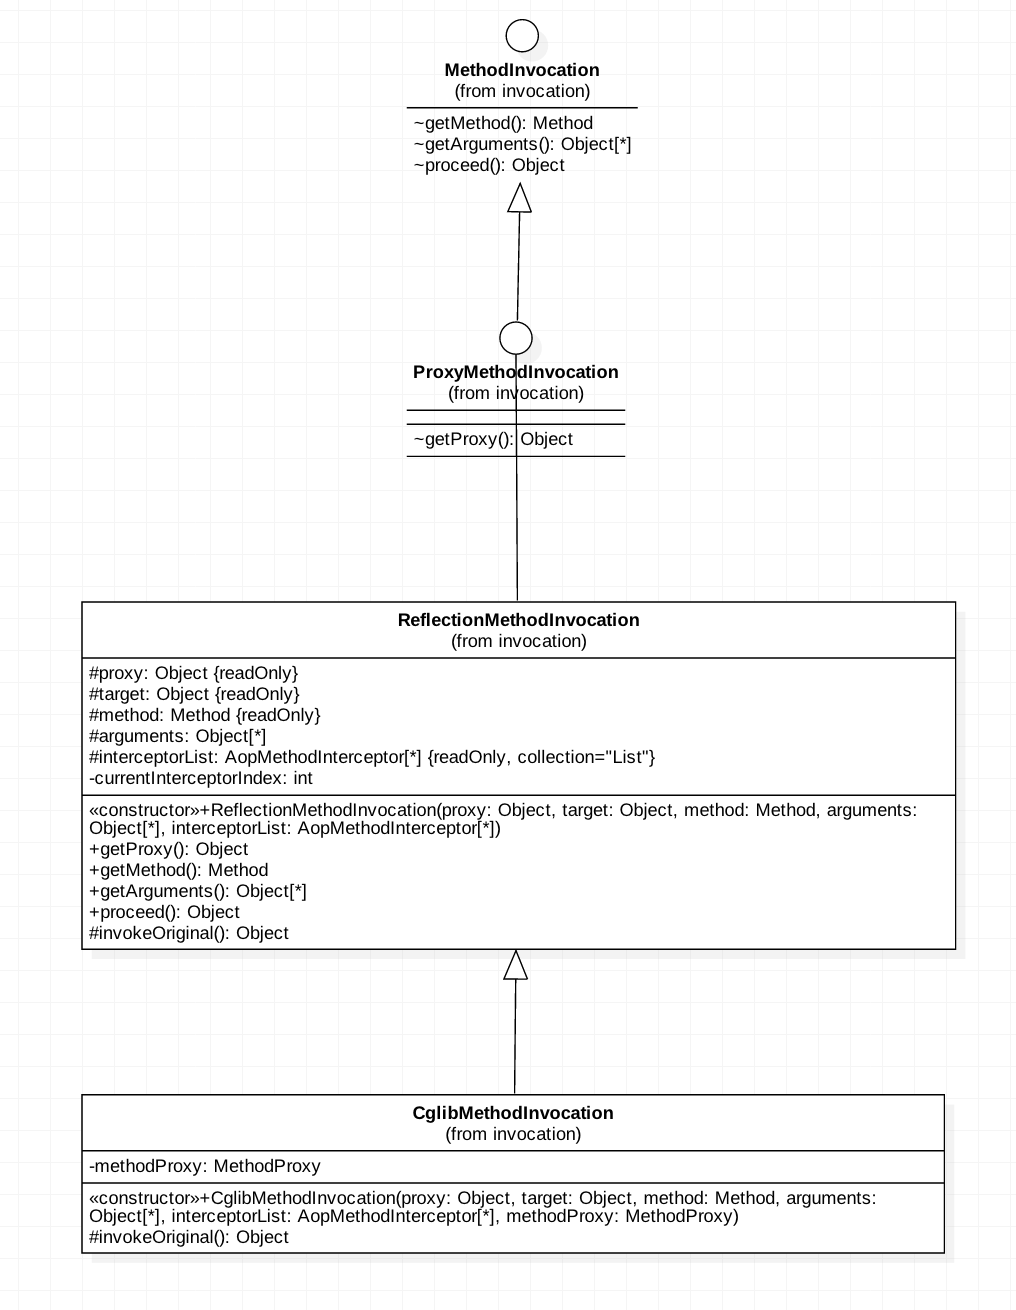 MethodInvocation
(from invocation)
~getMethod(): Method
~getArguments(): Object[*]
~proceed(): Object
ProxyMethodInvocation
(from invocation)
~getProxy(): Object
ReflectionMethodInvocation
(from invocation)
#proxy: Object {readOnly}
#target: Object {readOnly}
#method: Method {readOnly}
#arguments: Object[*]
#interceptorList: AopMethodInterceptor[*] {readOnly, collection="List"}
-currentInterceptorIndex: int
«constructor»+ReflectionMethodInvocation(proxy: Object, target: Object, method: Method, arguments:
Object[*], interceptorList: AopMethodInterceptor[*])
+getProxy(): Object
+getMethod(): Method
+getArguments(): Object[*]
+proceed(): Object
#invokeOriginal(): Object
CglibMethodInvocation
(from invocation)
-methodProxy: MethodProxy
«constructor»+CglibMethodInvocation(proxy: Object, target: Object, method: Method, arguments:
Object[*], interceptorList: AopMethodInterceptor[*], methodProxy: MethodProxy)
#invokeOriginal(): Object